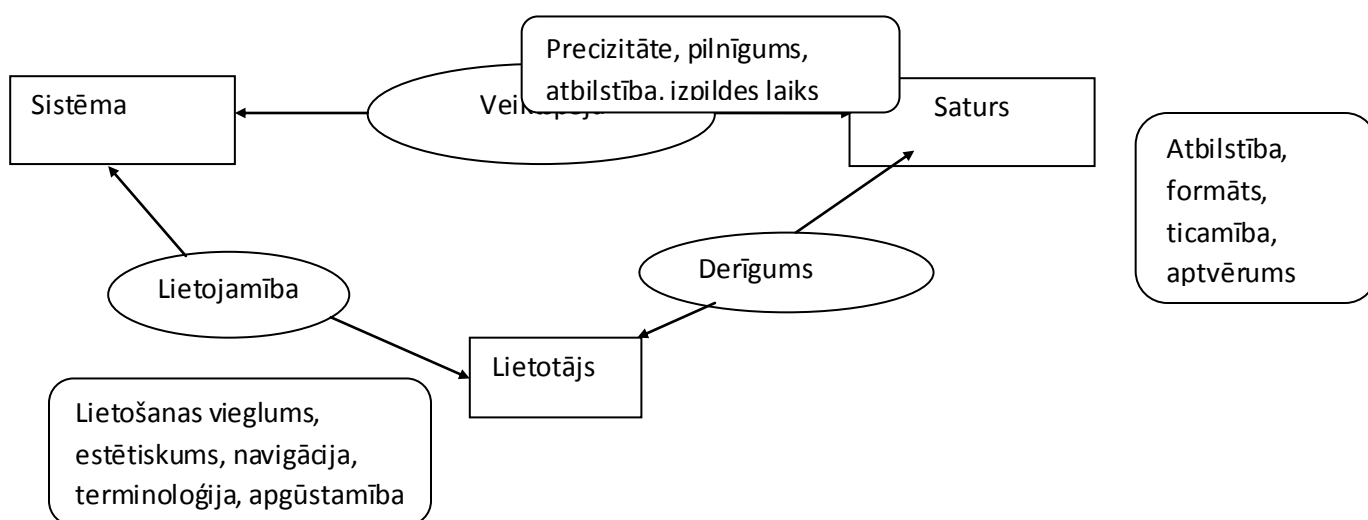 Precizitāte, pilnīgums,
atbilstība, izpildes laiks
Sistēma
Saturs
Atbilstība,
formāts,
ticamība,
aptvērums
Derīgums
Lietojamība
Lietotājs
Lietošanas vieglums,
estētiskums, navigācija,
terminoloģija, apgūstamība